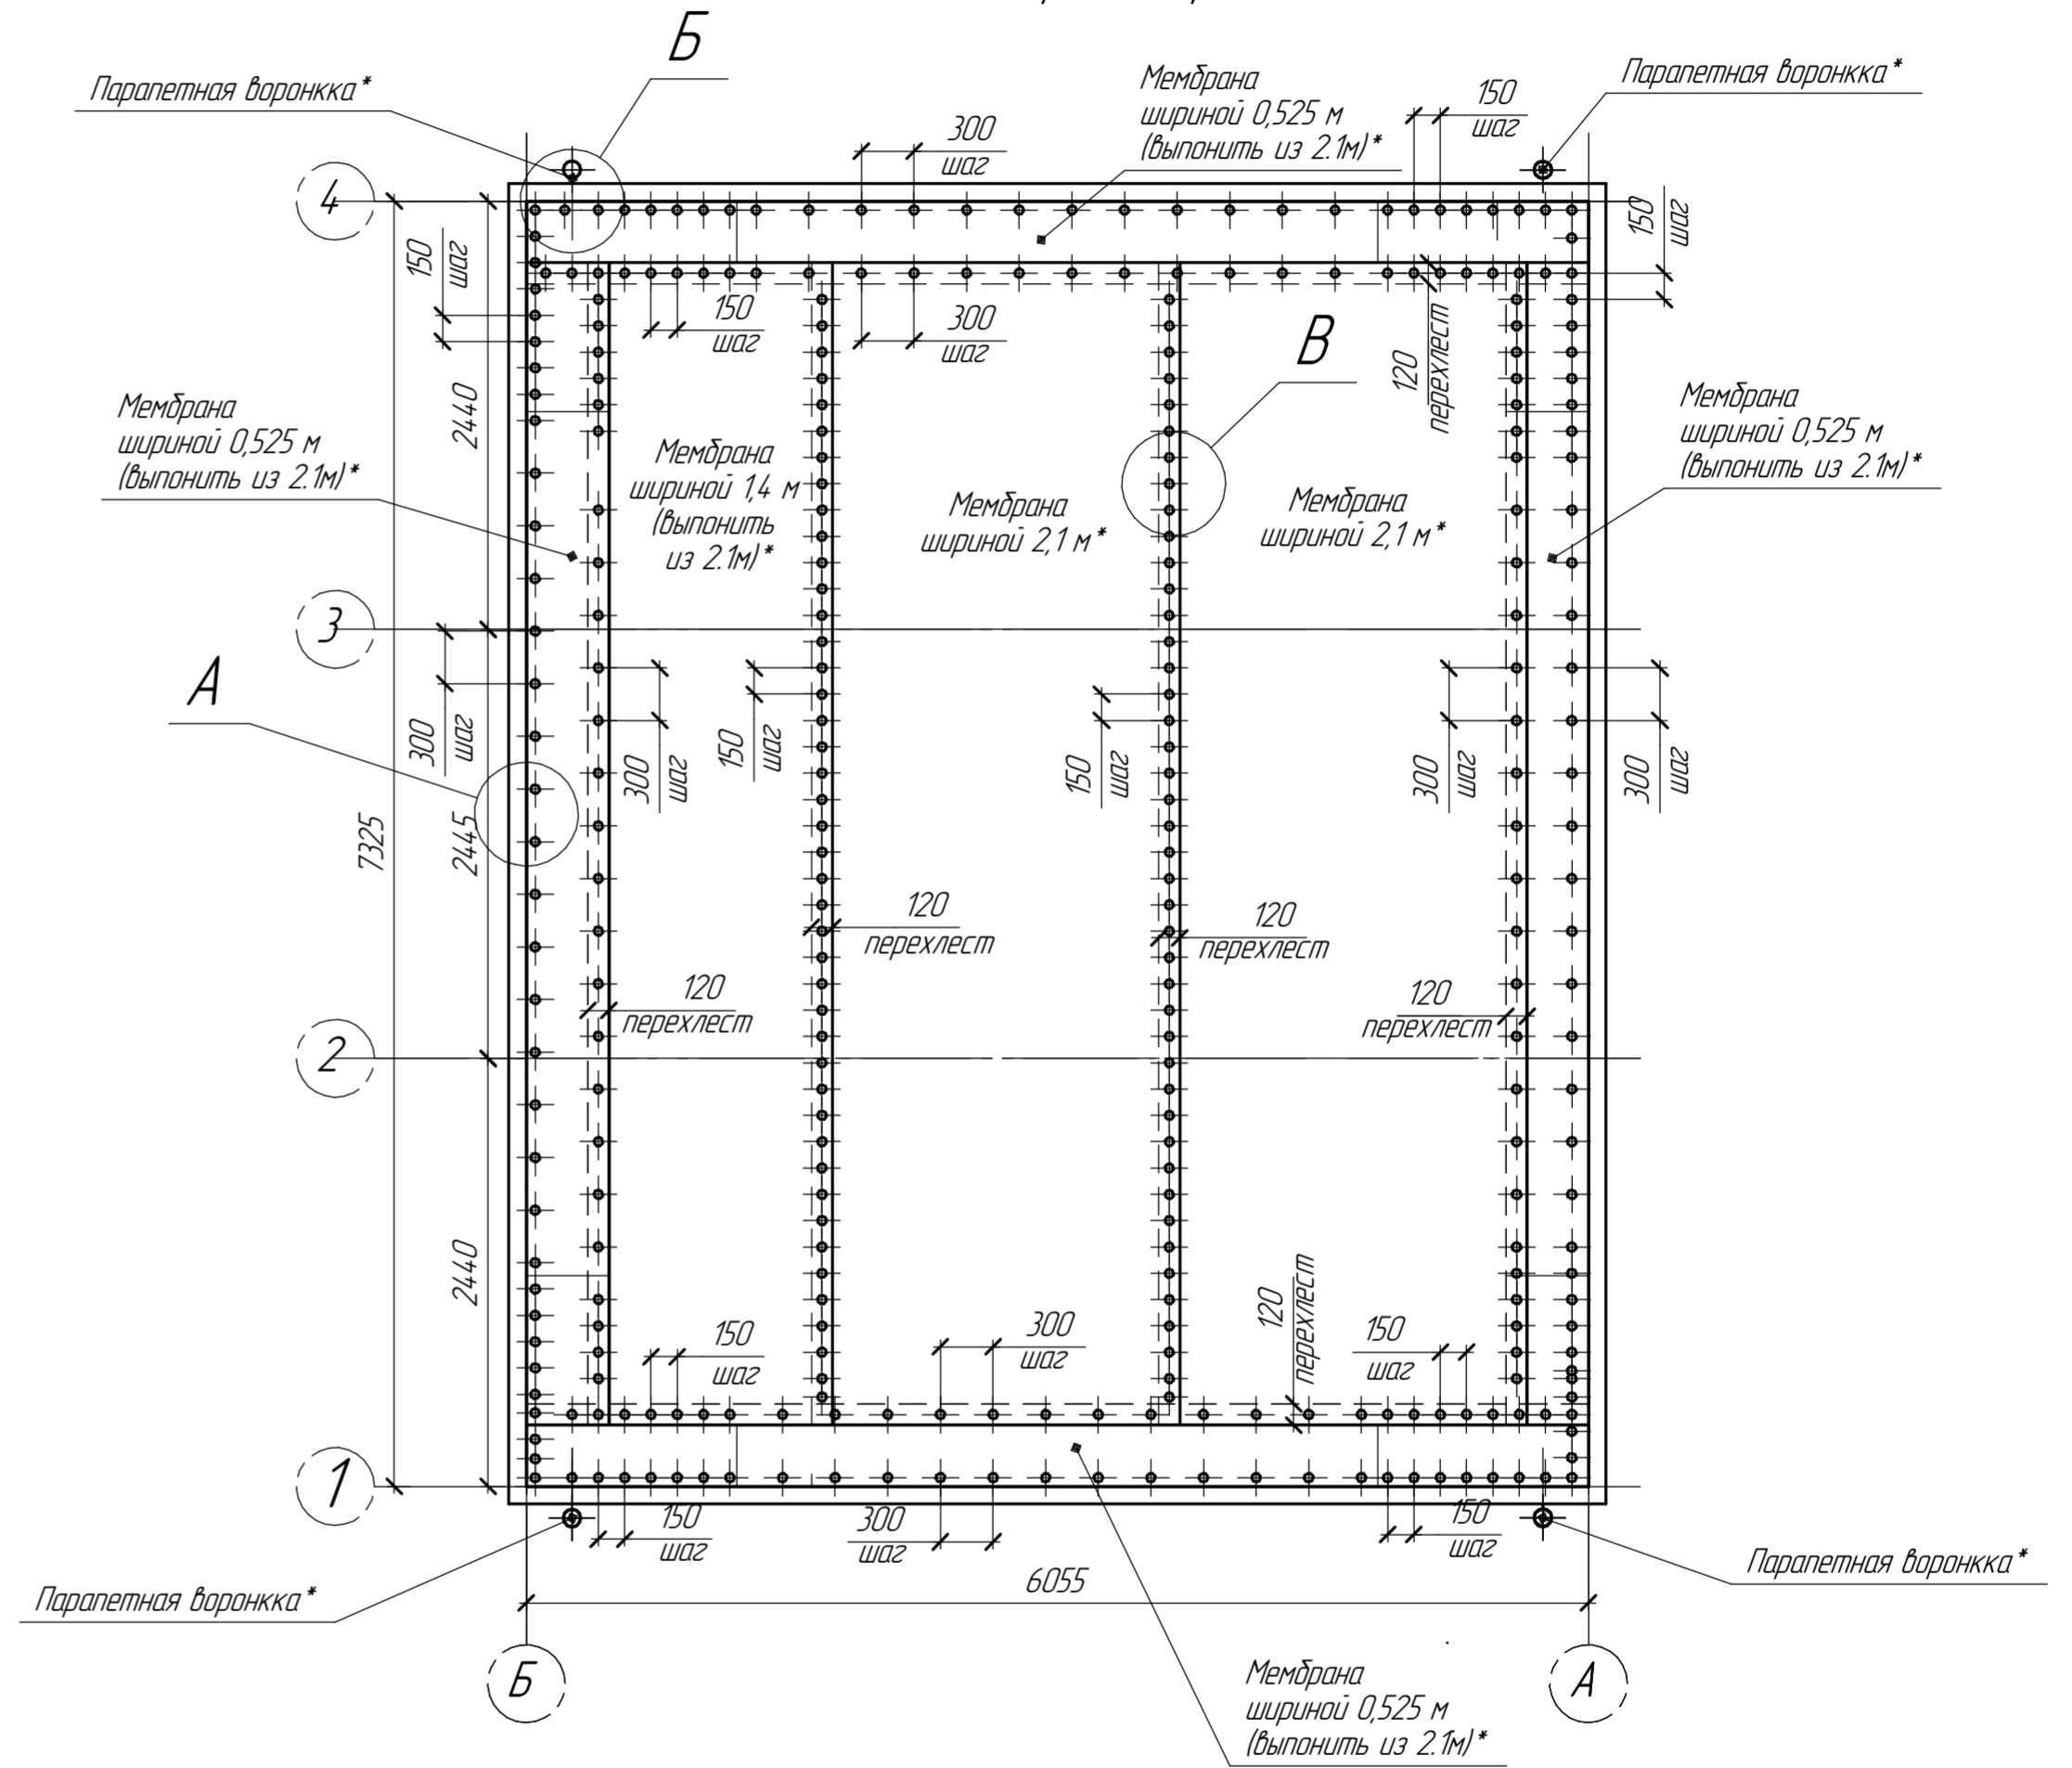 Б
Парапетная воронкка*
Мембрана
шириной 0,525 м
(выпонить из 2.1м)*
Парапетная воронкка*
300
шаг
150
шаг
4
150
шаг
150
шаг
150
шаг
300
шаг
120
перехлест
В
2440
Мембрана
шириной 0,525 м
(выпонить из 2.1м)*
Мембрана
шириной 1,4 м
(выпонить
из 2.1м)*
Мембрана
шириной 2,1 м*
Мембрана
шириной 2,1 м*
Мембрана
шириной 0,525 м
(выпонить из 2.1м)*
3
А
300
шаг
300
шаг
150
шаг
150
шаг
300
шаг
300
шаг
7325
2445
120
перехлест
120
перехлест
120
перехлест
120
перехлест
2
2440
150
шаг
300
шаг
120
перехлест
150
шаг
1
150
шаг
300
шаг
150
шаг
Парапетная воронкка*
Парапетная воронкка*
6055
Б
А
Мембрана
шириной 0,525 м
(выпонить из 2.1м)*